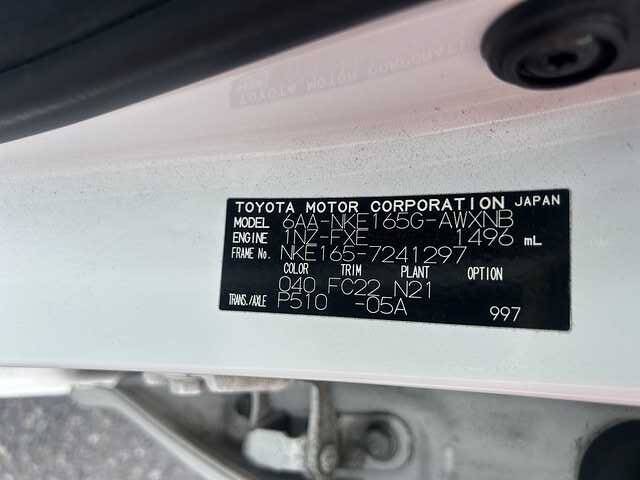 TOYOTA MOTOR CORPORATION JAPAN
MODEL 6AA-NKE165G-AWXNB
ENGINE 1NZ-FXE 1496 mL
FRAME No. NKE165-7241297
COLOR TRIM PLANT OPTION
040 FC22 N21
TRANS./AXLE P510 -05A
997